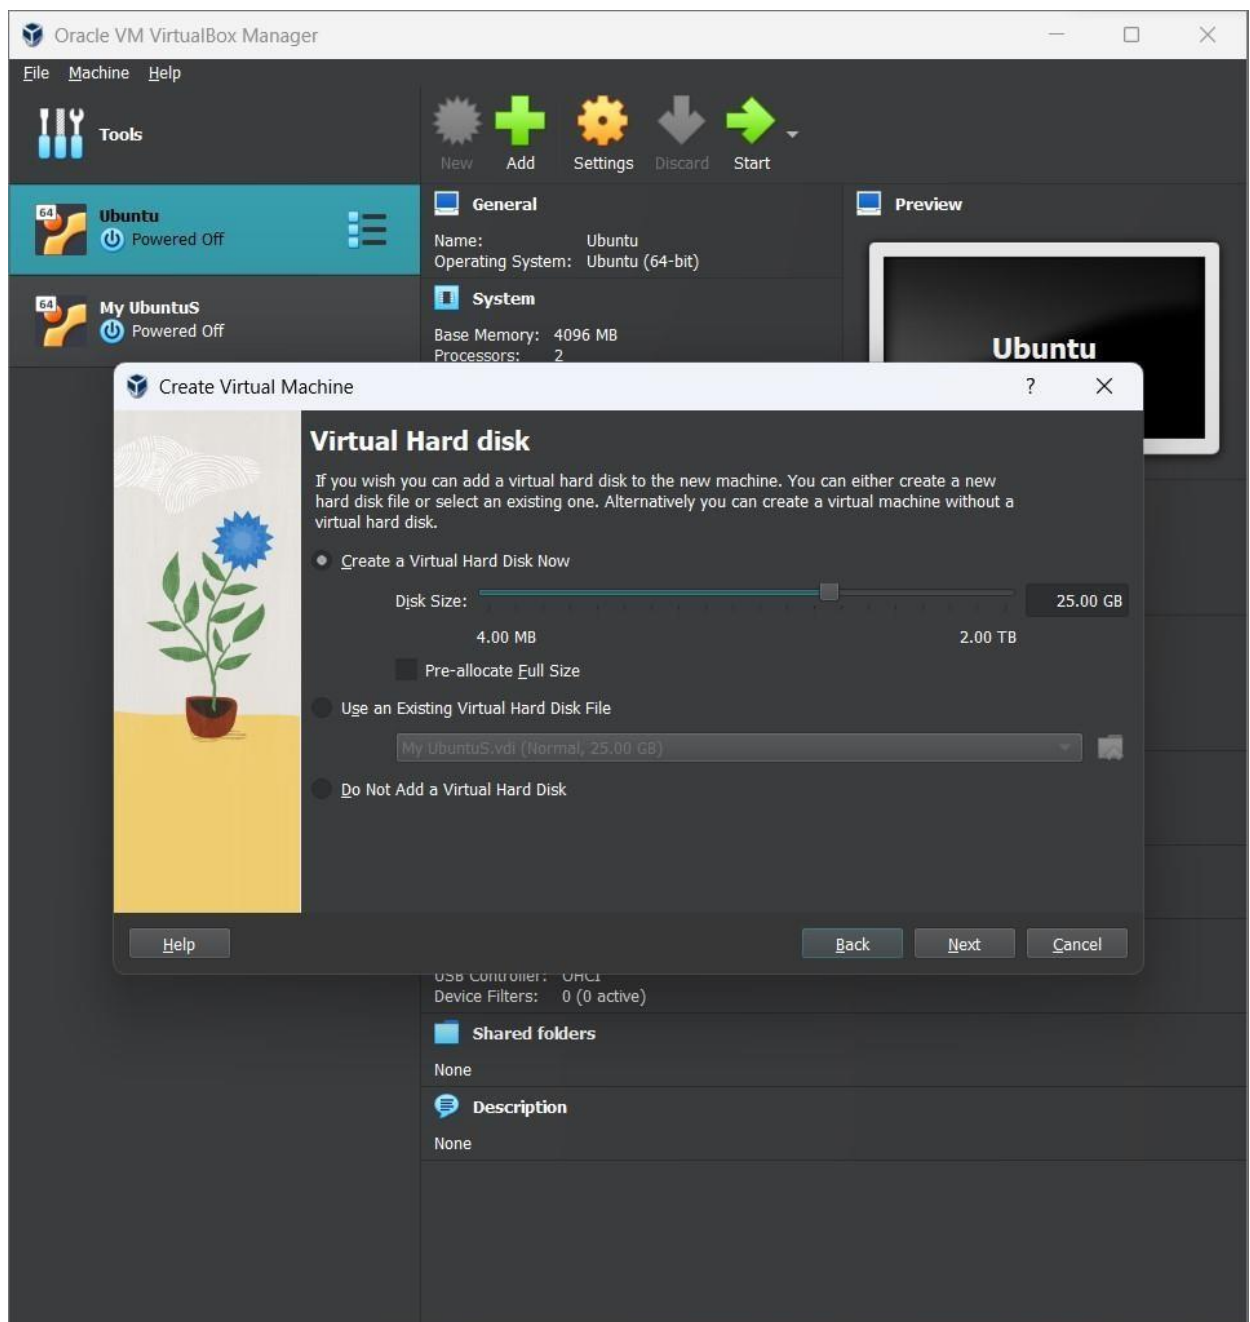 Oracle VM VirtualBox Manager
File Machine Help
Tools
New Add Settings Discard Start
64 Ubuntu
Powered Off
64 My UbuntuS
Powered Off
General
Name: Ubuntu
Operating System: Ubuntu (64-bit)
System
Base Memory: 4096 MB
Processors: 2
Preview
Ubuntu
Create Virtual Machine ?
Virtual Hard disk
If you wish you can add a virtual hard disk to the new machine. You can either create a new
hard disk file or select an existing one. Alternatively you can create a virtual machine without a
virtual hard disk.
Create a Virtual Hard Disk Now
Disk Size: 25.00 GB
4.00 MB 2.00 TB
Pre-allocate Full Size
Use an Existing Virtual Hard Disk File
My UbuntuS.vdi (Normal, 25.00 GB)
Do Not Add a Virtual Hard Disk
Help Back Next Cancel
USB Controller: OHCI
Device Filters: 0 (0 active)
Shared folders
None
Description
None